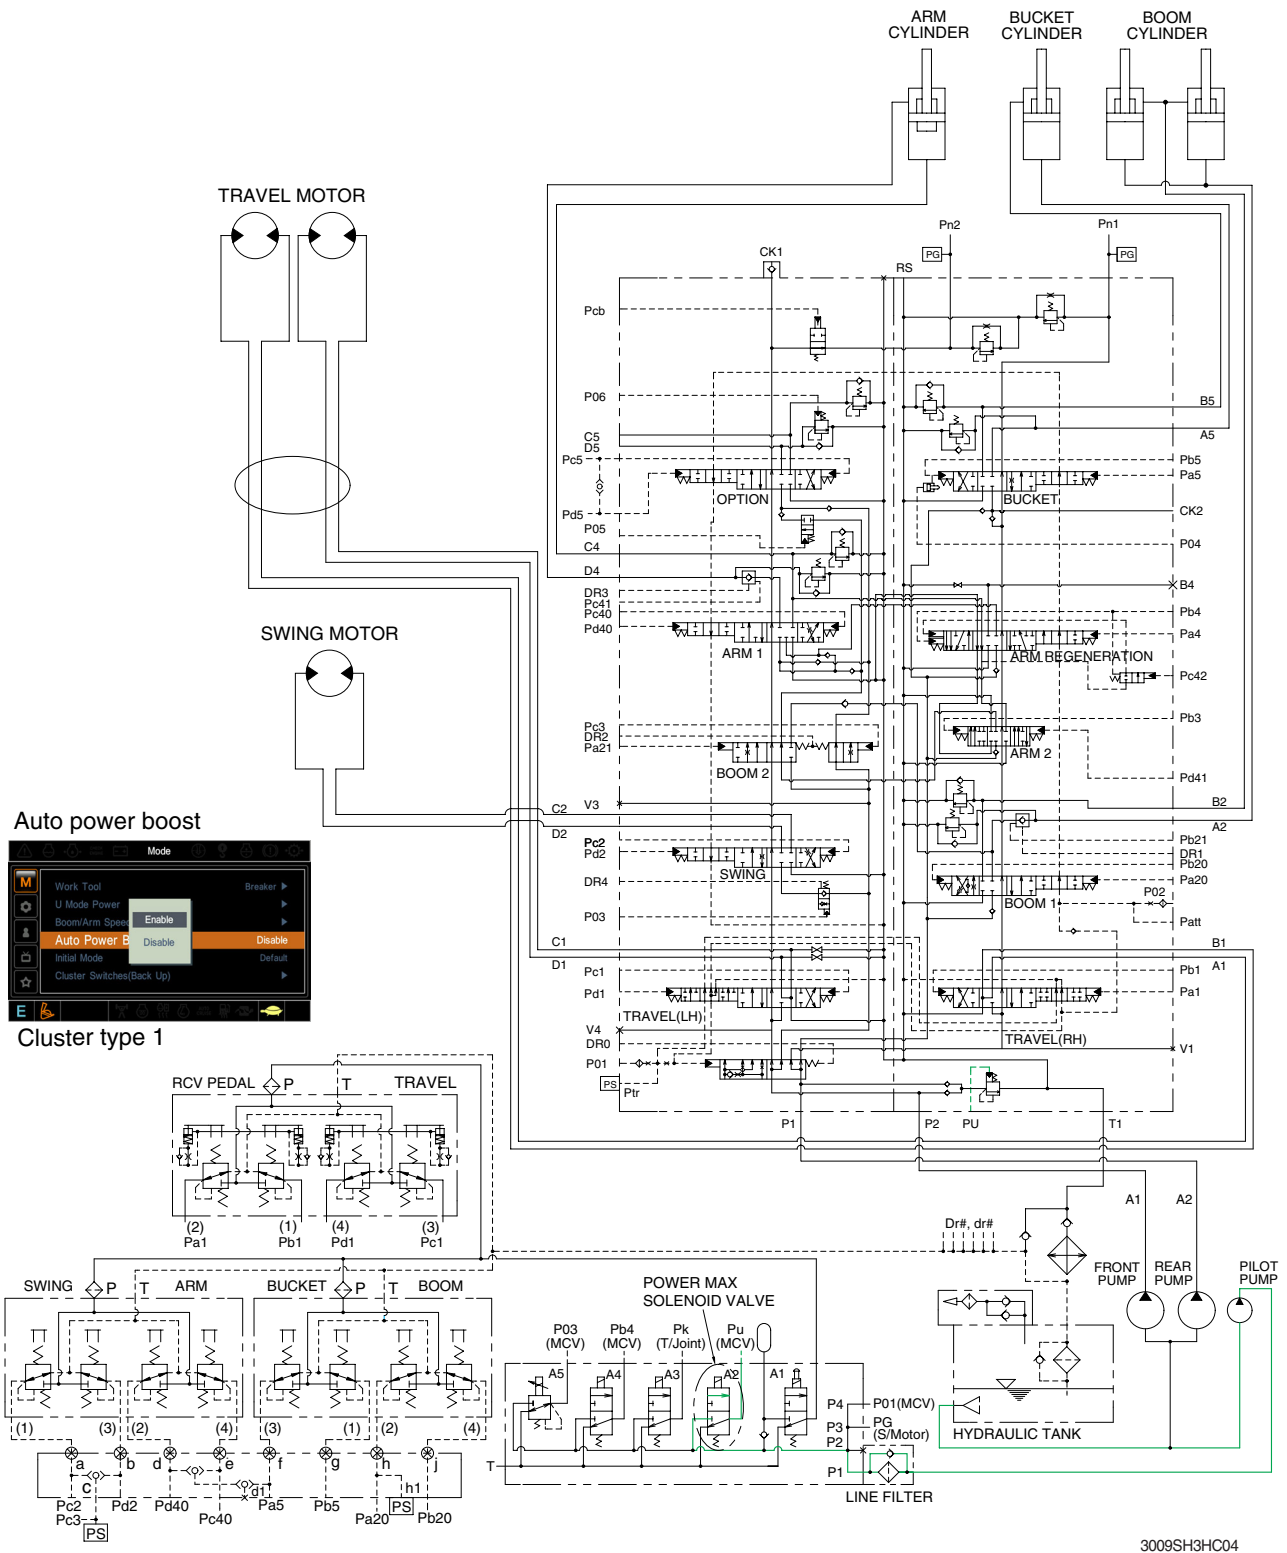 ARM
CYLINDER
BUCKET
CYLINDER
BOOM
CYLINDER
TRAVEL MOTOR
Pn2
Pn1
CK1
PG
PG
RS
Pcb
P06
B5
C5
D5
A5
Pc5
Pb5
Pa5
OPTION
BUCKET
Pd5
CK2
P05
P04
C4
D4
B4
DR3
Pc41
Pc40
Pd40
Pb4
Pa4
ARM 1
ARM REGENERATION
SWING MOTOR
Pc42
Pb3
Pc3
DR2
Pa21
ARM 2
BOOM 2
Pd41
C2
V3
B2
A2
D2
Pc2
Pd2
Pb21
DR1
Pb20
Pa20
SWING
DR4
BOOM 1
P02
P03
Patt
C1
B1
D1
A1
Pc1
Pb1
Pd1
Pa1
TRAVEL(LH)
V4
TRAVEL(RH)
DR0
V1
P01
PS
Ptr
P1
P2
PU
T1
Auto power boost
Mode
M
Work Tool
Breaker
U Mode Power
Boom/Arm Speed
Enable
Auto Power B
Disable
Disable
Initial Mode
Default
Cluster Switches(Back Up)
E
Cluster type 1
RCV PEDAL
P
T
TRAVEL
(2)
(1)
(4)
(3)
Pa1
Pb1
Pd1
Pc1
A1
A2
Dr#, dr#
FRONT
PUMP
REAR
PUMP
PILOT
PUMP
SWING
P
T
ARM
BUCKET
P
T
BOOM
POWER MAX
SOLENOID VALVE
P03
(MCV)
Pb4
(MCV)
Pk
(T/Joint)
Pu
(MCV)
A5
A4
A3
A2
A1
P4
P01(MCV)
P3
PG
(S/Motor)
P2
P1
T
HYDRAULIC TANK
LINE FILTER
(1)
(3)
(2)
(4)
(3)
(1)
(2)
(4)
a
b
d
e
f
g
h
j
c
d1
h1
Pc2
Pd2
Pd40
Pa5
Pb5
PS
Pc3
Pc40
Pa20
Pb20
PS
3009SH3HC04